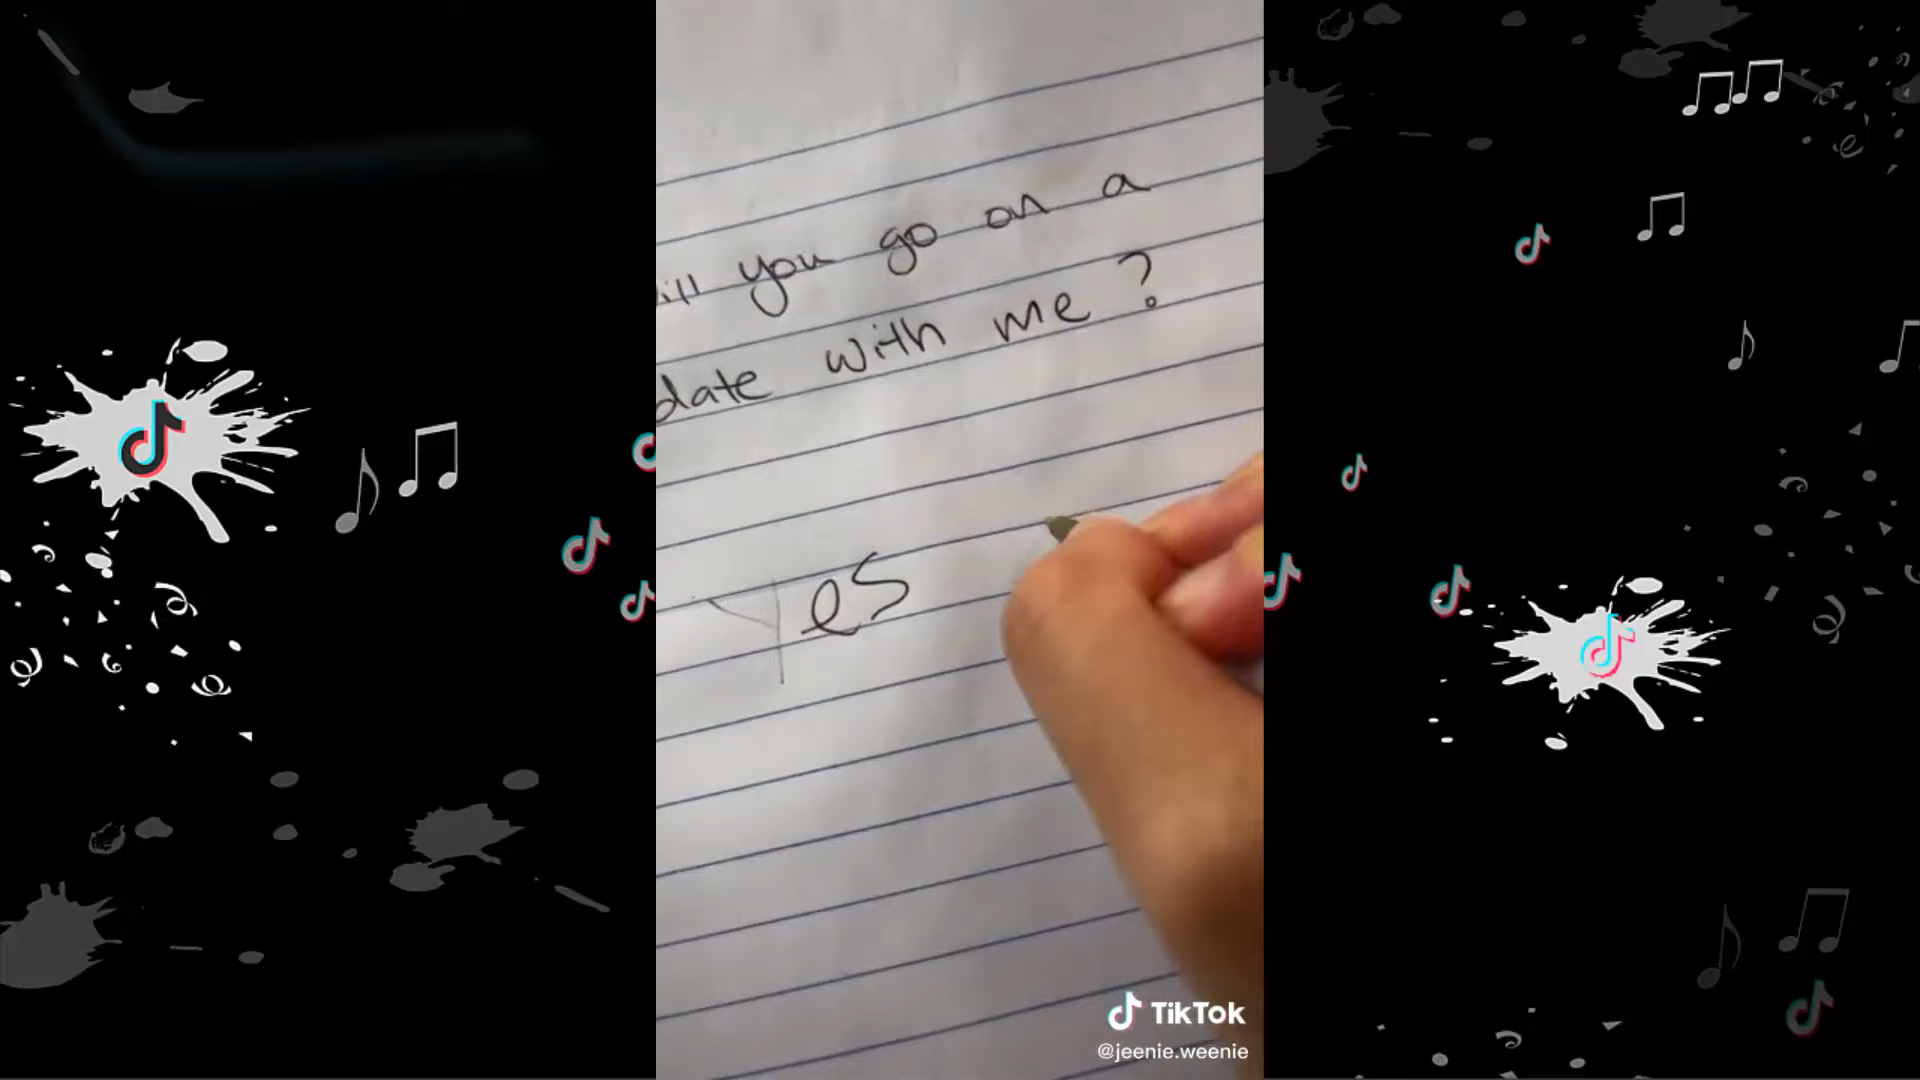 ill you go on a
date with me?
Yes
TikTok
@jeenie.weenie